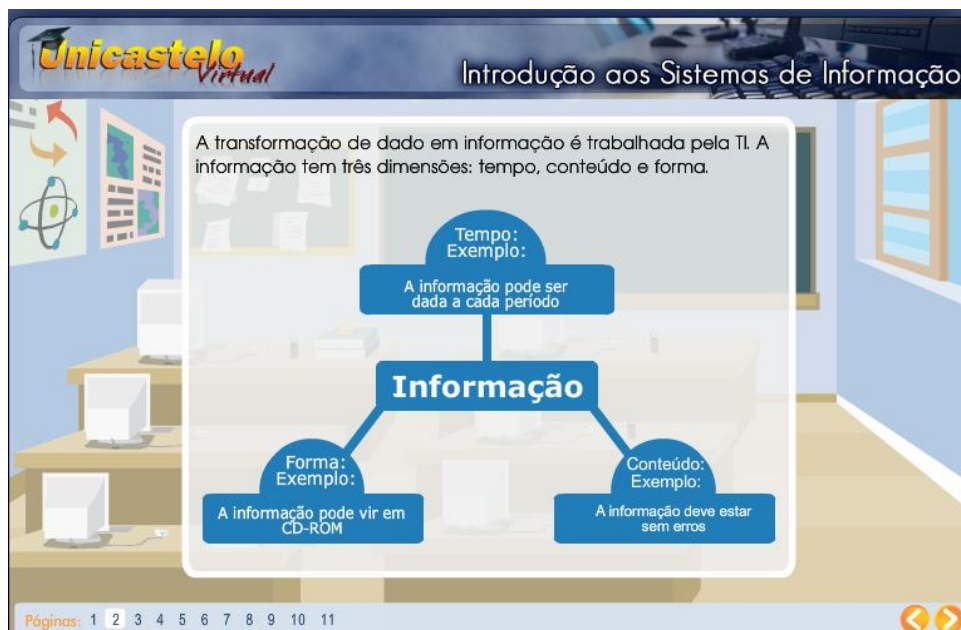 Unicastelo
Virtual
Introdução aos Sistemas de Informação
A transformação de dado em informação é trabalhada pela TI. A
informação tem três dimensões: tempo, conteúdo e forma.
Tempo:
Exemplo:
A informação pode ser
dada a cada período
Informação
Forma:
Exemplo:
A informação pode vir em
CD-ROM
Conteúdo:
Exemplo:
A informação deve estar
sem erros
Páginas: 1 2 3 4 5 6 7 8 9 10 11